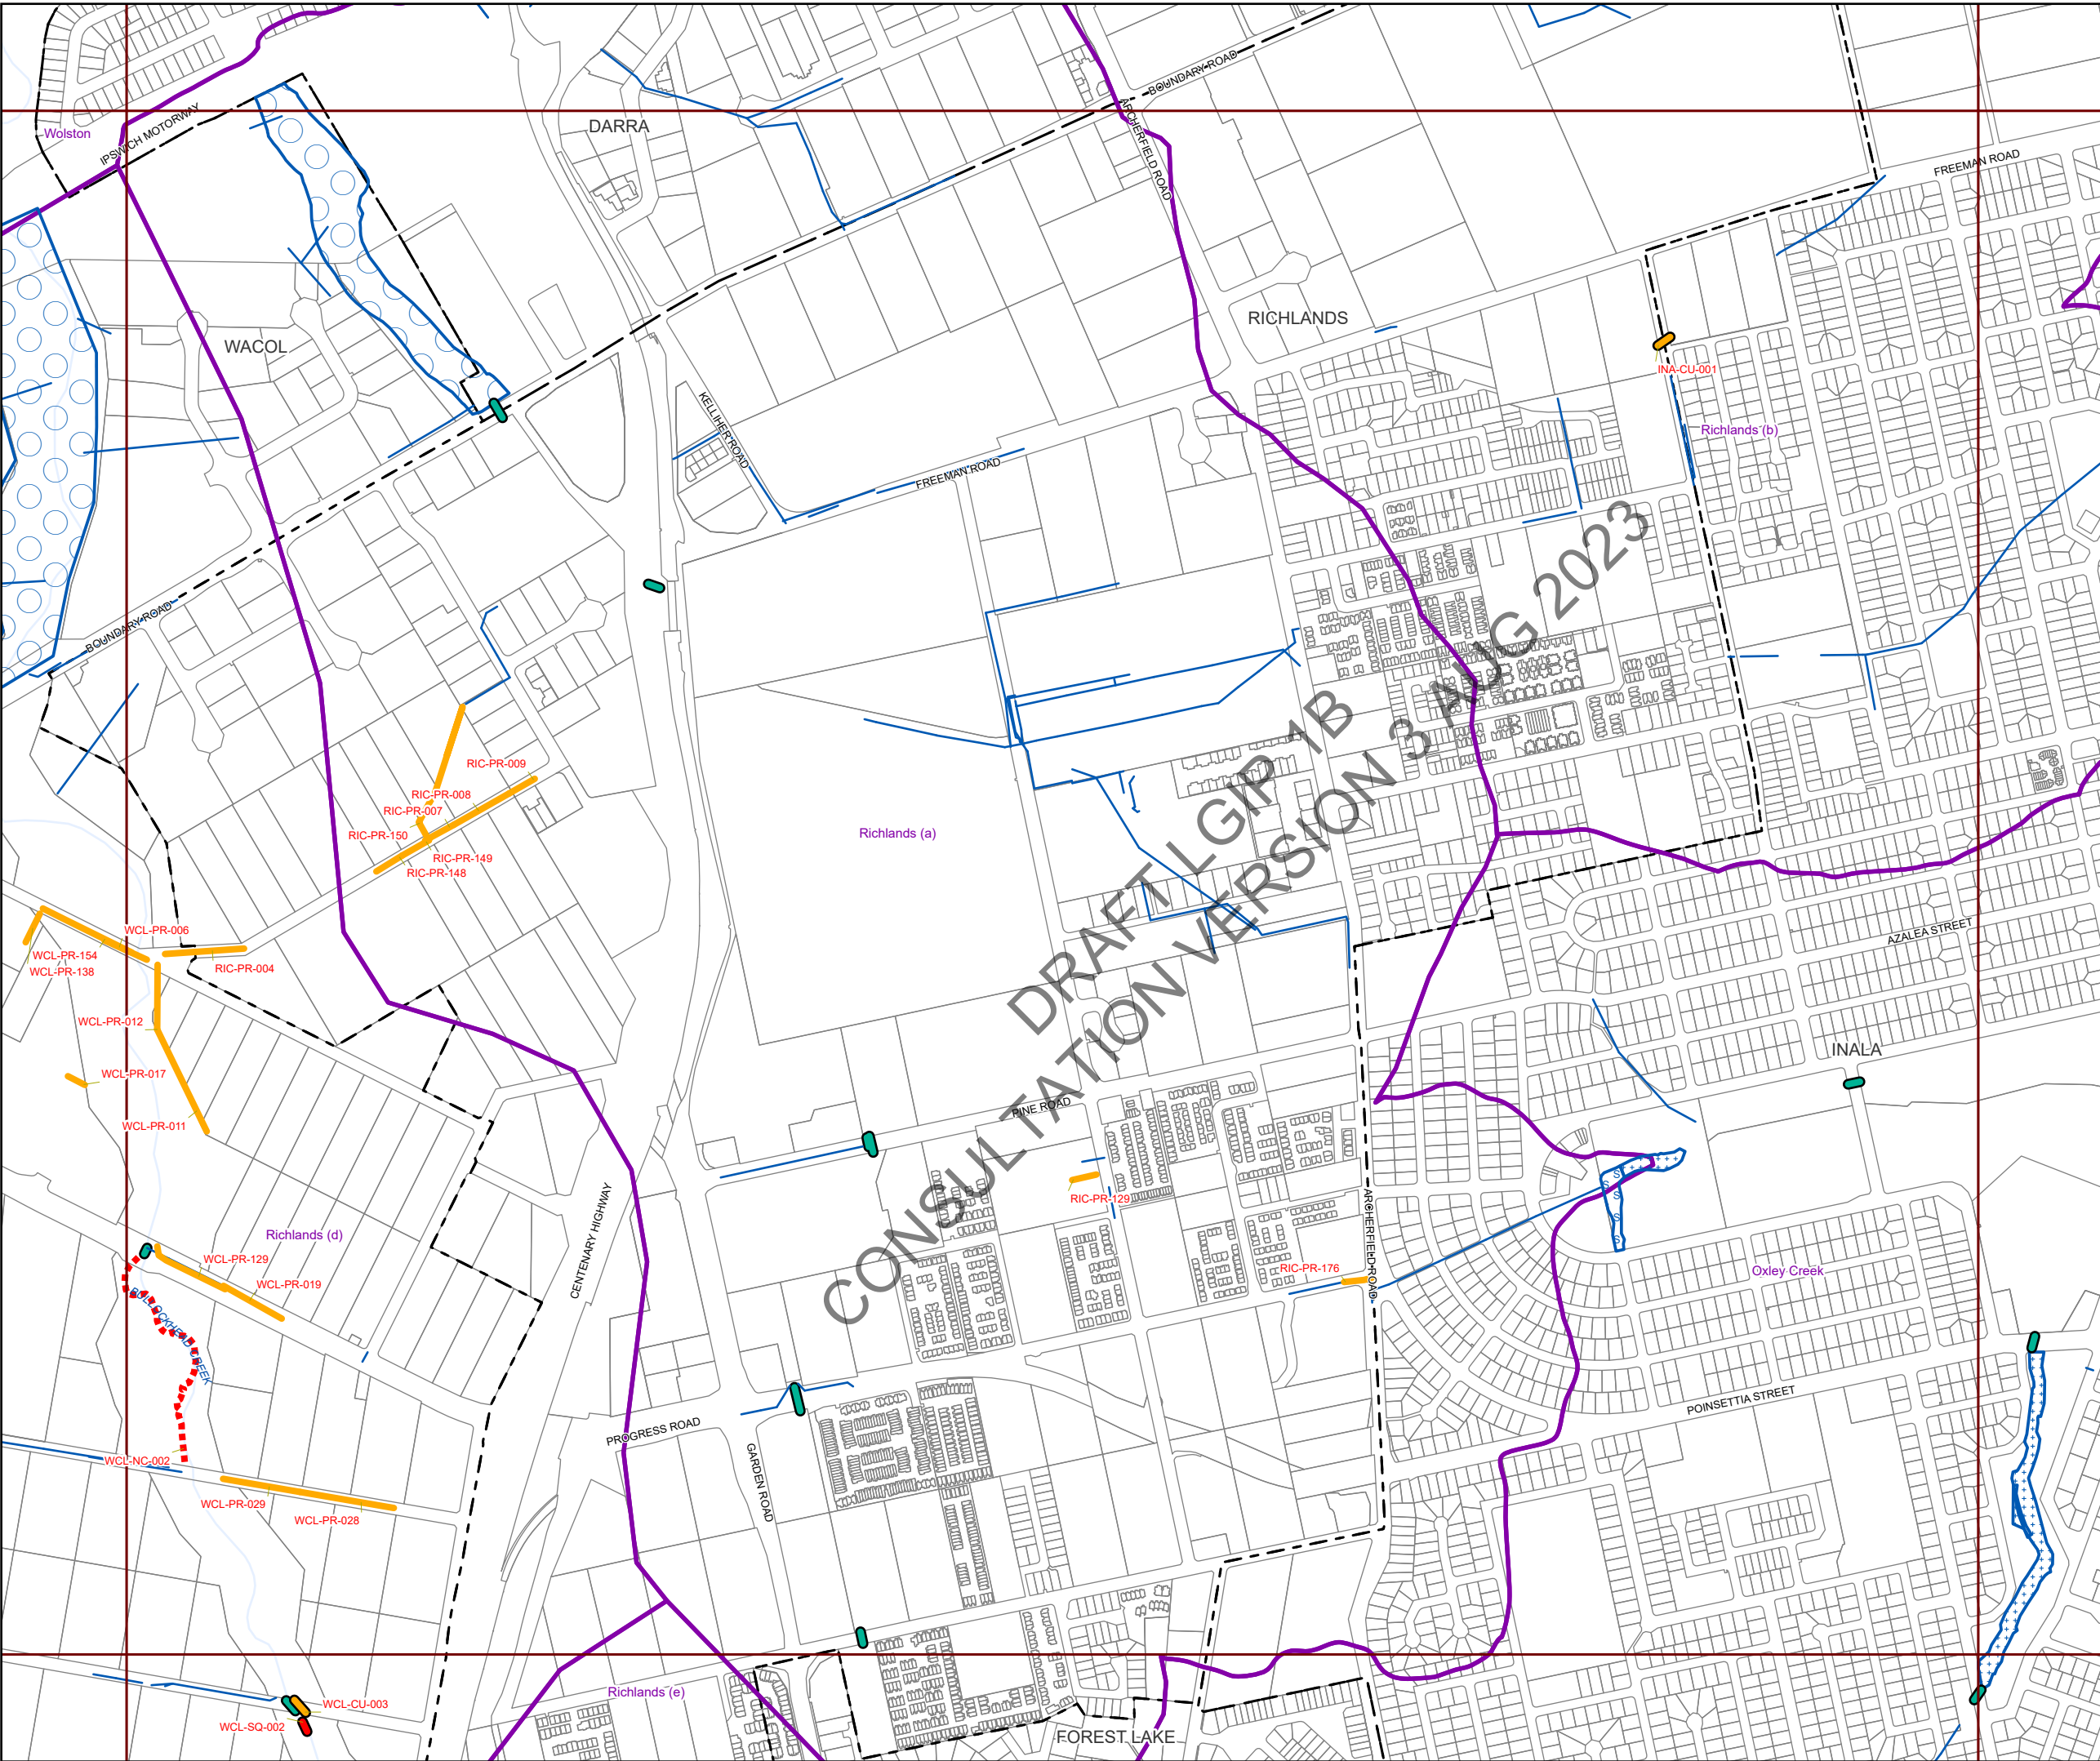 BOUNDARY ROAD
Wolston
IPSWICH MOTORWAY
DARRA
ARCHERFIELD ROAD
FREEMAN ROAD
RICHLANDS
WACOL
INA-CU-001
KELLIHER ROAD
Richlands (b)
FREEMAN ROAD
BOUNDARY ROAD
RIC-PR-009
RIC-PR-008
RIC-PR-007
RIC-PR-150
Richlands (a)
RIC-PR-149
RIC-PR-148
DRAFT LGIP 1B
CONSULTATION VERSION 3 AUG 2023
WCL-PR-006
AZALEA STREET
WCL-PR-154
RIC-PR-004
WCL-PR-138
WCL-PR-012
INALA
WCL-PR-017
PINE ROAD
WCL-PR-011
RIC-PR-129
ARCHERFIELD ROAD
Richlands (d)
CENTENARY HIGHWAY
WCL-PR-129
RIC-PR-176
Oxley Creek
WCL-PR-019
BULLOCKHEAD CREEK
S
S
S
S
S
POINSETTIA STREET
PROGRESS ROAD
GARDEN ROAD
WCL-NC-002
WCL-PR-029
WCL-PR-028
Richlands (e)
WCL-CU-003
WCL-SQ-002
FOREST LAKE